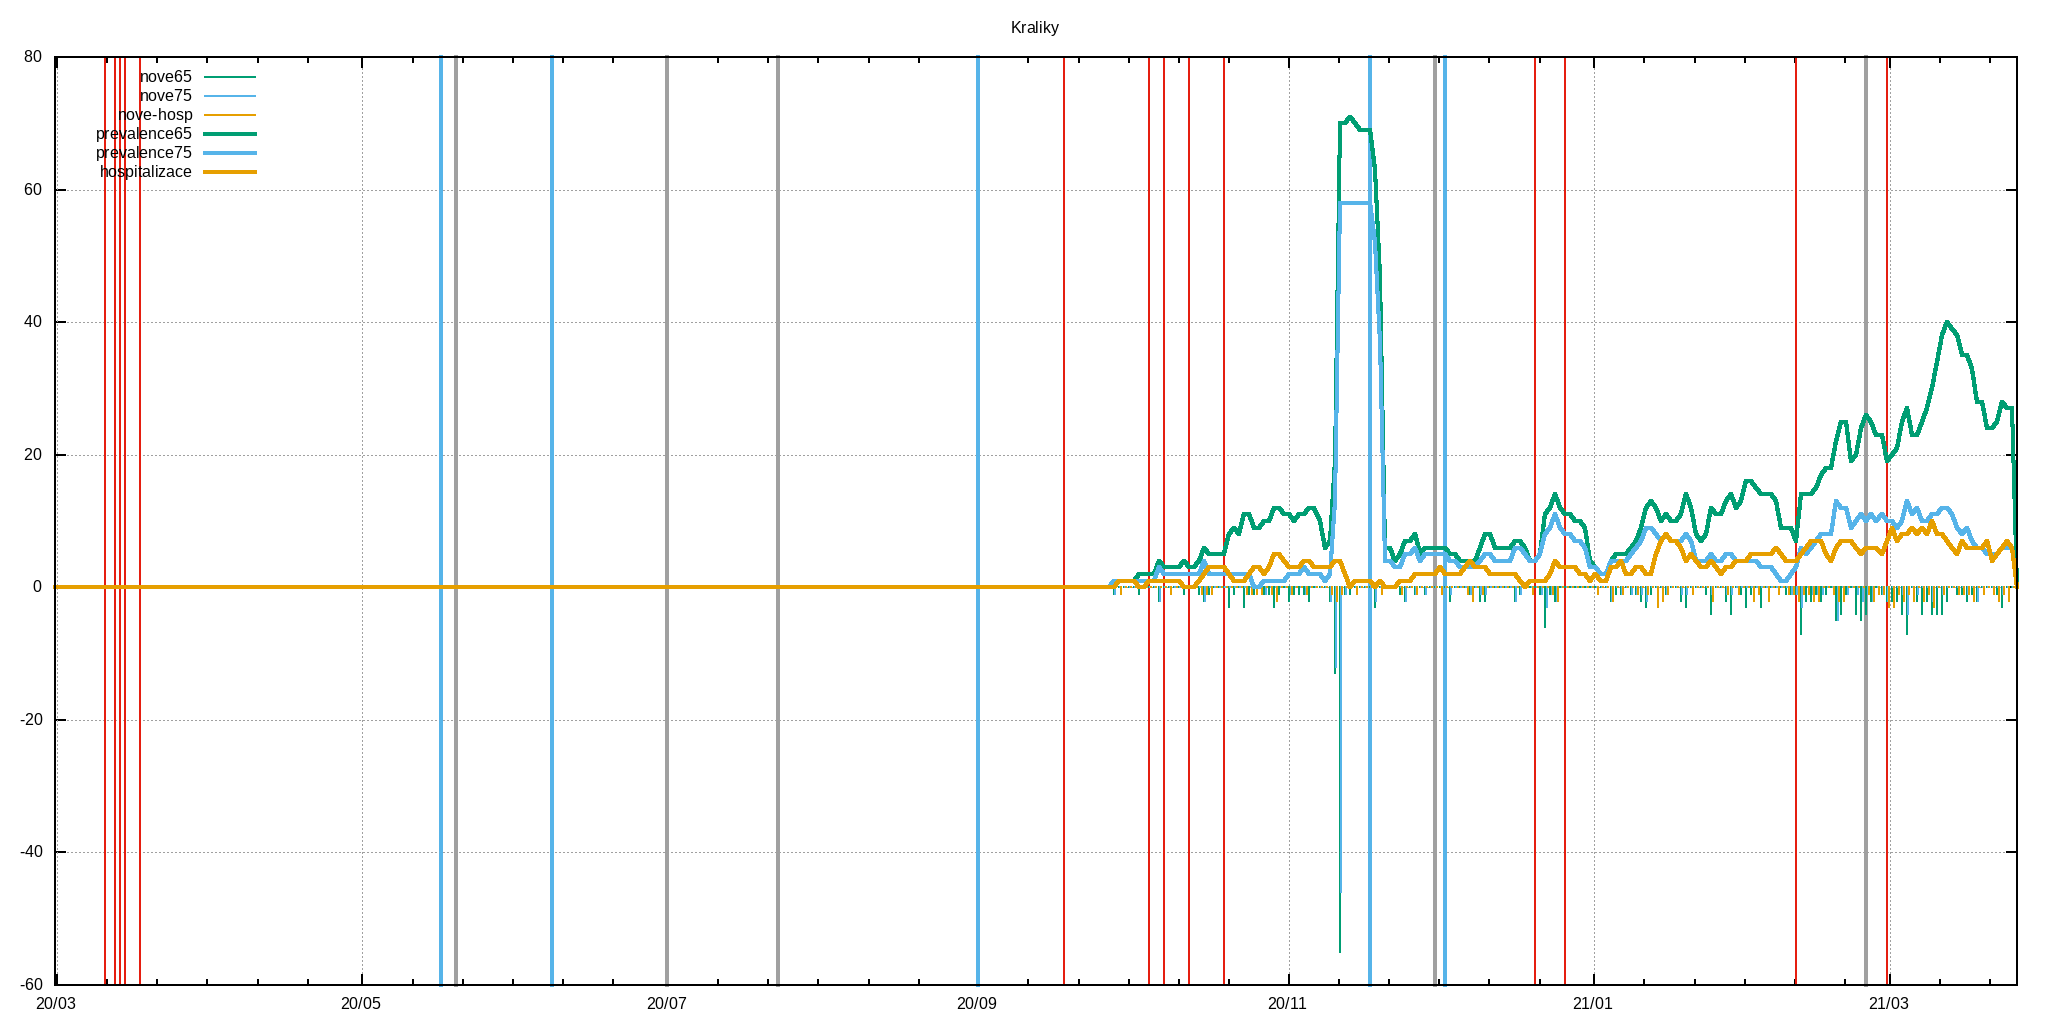 Kraliky
80
nove65
nove75
nove-hosp
prevalence65
prevalence75
hospitalizace
60
40
20
0
-20
-40
-60
20/03 20/05 20/07 20/09 20/11 21/01 21/03